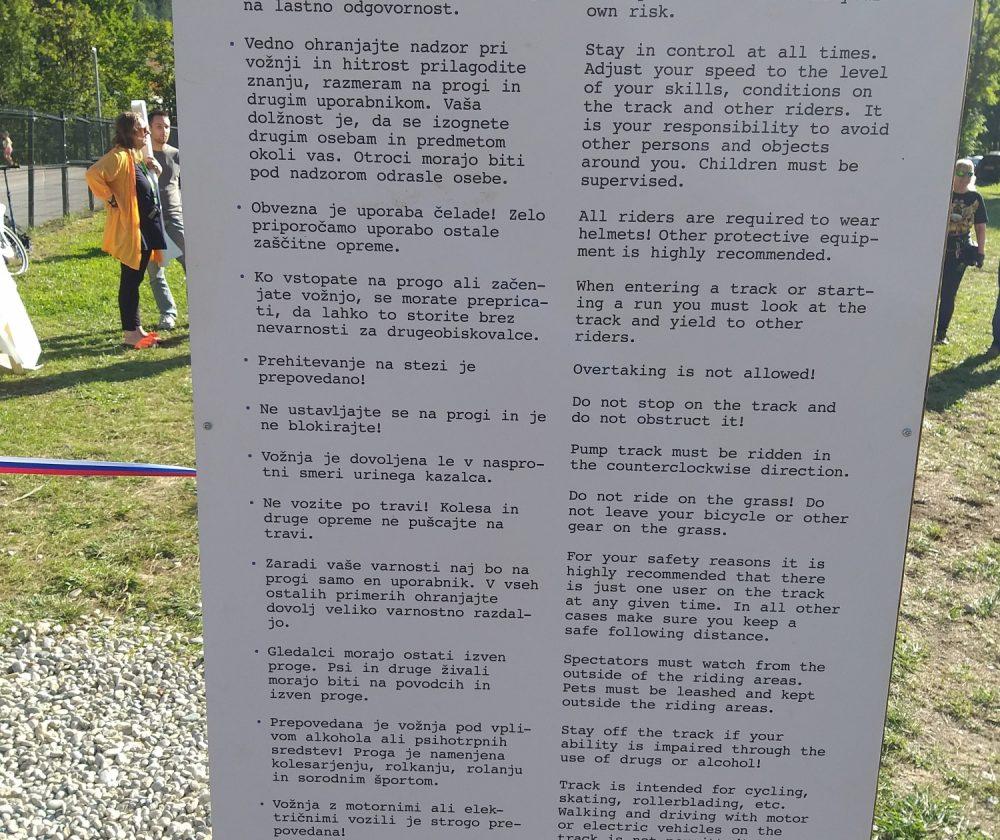 na lastno odgovornost.
• Vedno ohranjajte nadzor pri
vožnji in hitrost prilagodite
znanju, razmeram na progi in
drugim uporabnikom. Vaša
dolžnost je, da se izognete
drugim osebam in predmetom
okoli vas. Otroci morajo biti
pod nadzorom odrasle osebe.
• Obvezna je uporaba čelade! Zelo
priporočamo uporabo ostale
zaščitne opreme.
• Ko vstopate na progo ali začen-
jate vožnjo, se morate preprica-
ti, da lahko to storite brez
nevarnosti za drugeobiskovalce.
• Prehitevanje na stezi je
prepovedano!
• Ne ustavljajte se na progi in je
ne blokirajte!
• Vožnja je dovoljena le v naspro-
tni smeri urinega kazalca.
• Ne vozite po travi! Kolesa in
druge opreme ne pušcajte na
travi.
• Zaradi vaše varnosti naj bo na
progi samo en uporabnik. V vseh
ostalih primerih ohranjajte
dovolj veliko varnostno razdal-
jo.
• Gledalci morajo ostati izven
proge. Psi in druge živali
morajo biti na povodcih in
izven proge.
• Prepovedana je vožnja pod vpli-
vom alkohola ali psihotrpnih
sredstev! Proga je namenjena
kolesarjenju, rolkanju, rolanju
in sorodnim športom.
• Vožnja z motornimi ali elek-
tričnimi vozili je strogo pre-
povedana!
own risk.
Stay in control at all times.
Adjust your speed to the level
of your skills, conditions on
the track and other riders. It
is your responsibility to avoid
other persons and objects
around you. Children must be
supervised.
All riders are required to wear
helmets! Other protective equip-
ment is highly recommended.
When entering a track or start-
ing a run you must look at the
track and yield to other
riders.
Overtaking is not allowed!
Do not stop on the track and
do not obstruct it!
Pump track must be ridden in
the counterclockwise direction.
Do not ride on the grass! Do
not leave your bicycle or other
gear on the grass.
For your safety reasons it is
highly recommended that there
is just one user on the track
at any given time. In all other
cases make sure you keep a
safe following distance.
Spectators must watch from the
outside of the riding areas.
Pets must be leashed and kept
outside the riding areas.
Stay off the track if your
ability is impaired through the
use of drugs or alcohol!
Track is intended for cycling,
skating, rollerblading, etc.
Walking and driving with motor
or electric vehicles on the
track is not